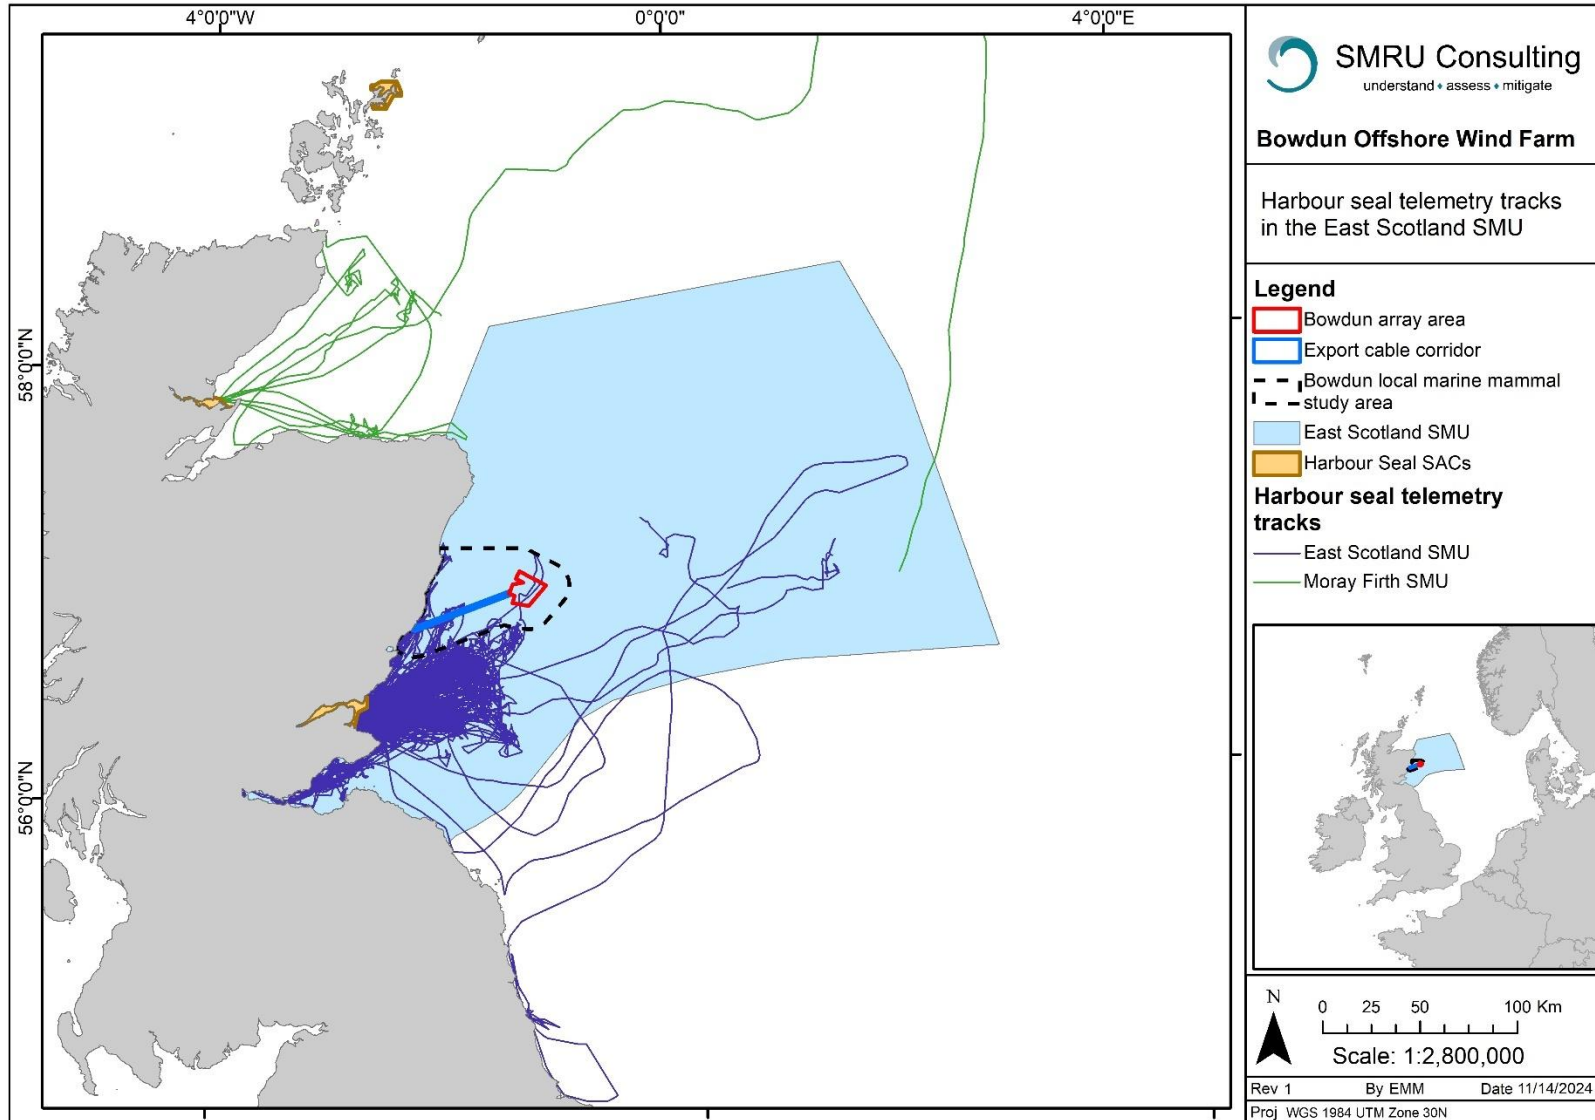 4°0'0"W
0°0'0"
4°0'0"E
58°0'0"N
56°0'0"N
SMRU Consulting
understand • assess • mitigate
Bowdun Offshore Wind Farm
Harbour seal telemetry tracks
in the East Scotland SMU
Legend
Bowdun array area
Export cable corridor
Bowdun local marine mammal
study area
East Scotland SMU
Harbour Seal SACs
Harbour seal telemetry
tracks
East Scotland SMU
Moray Firth SMU
N
0 25 50 100 Km
Scale: 1:2,800,000
Rev 1 By EMM Date 11/14/2024
Proj WGS 1984 UTM Zone 30N